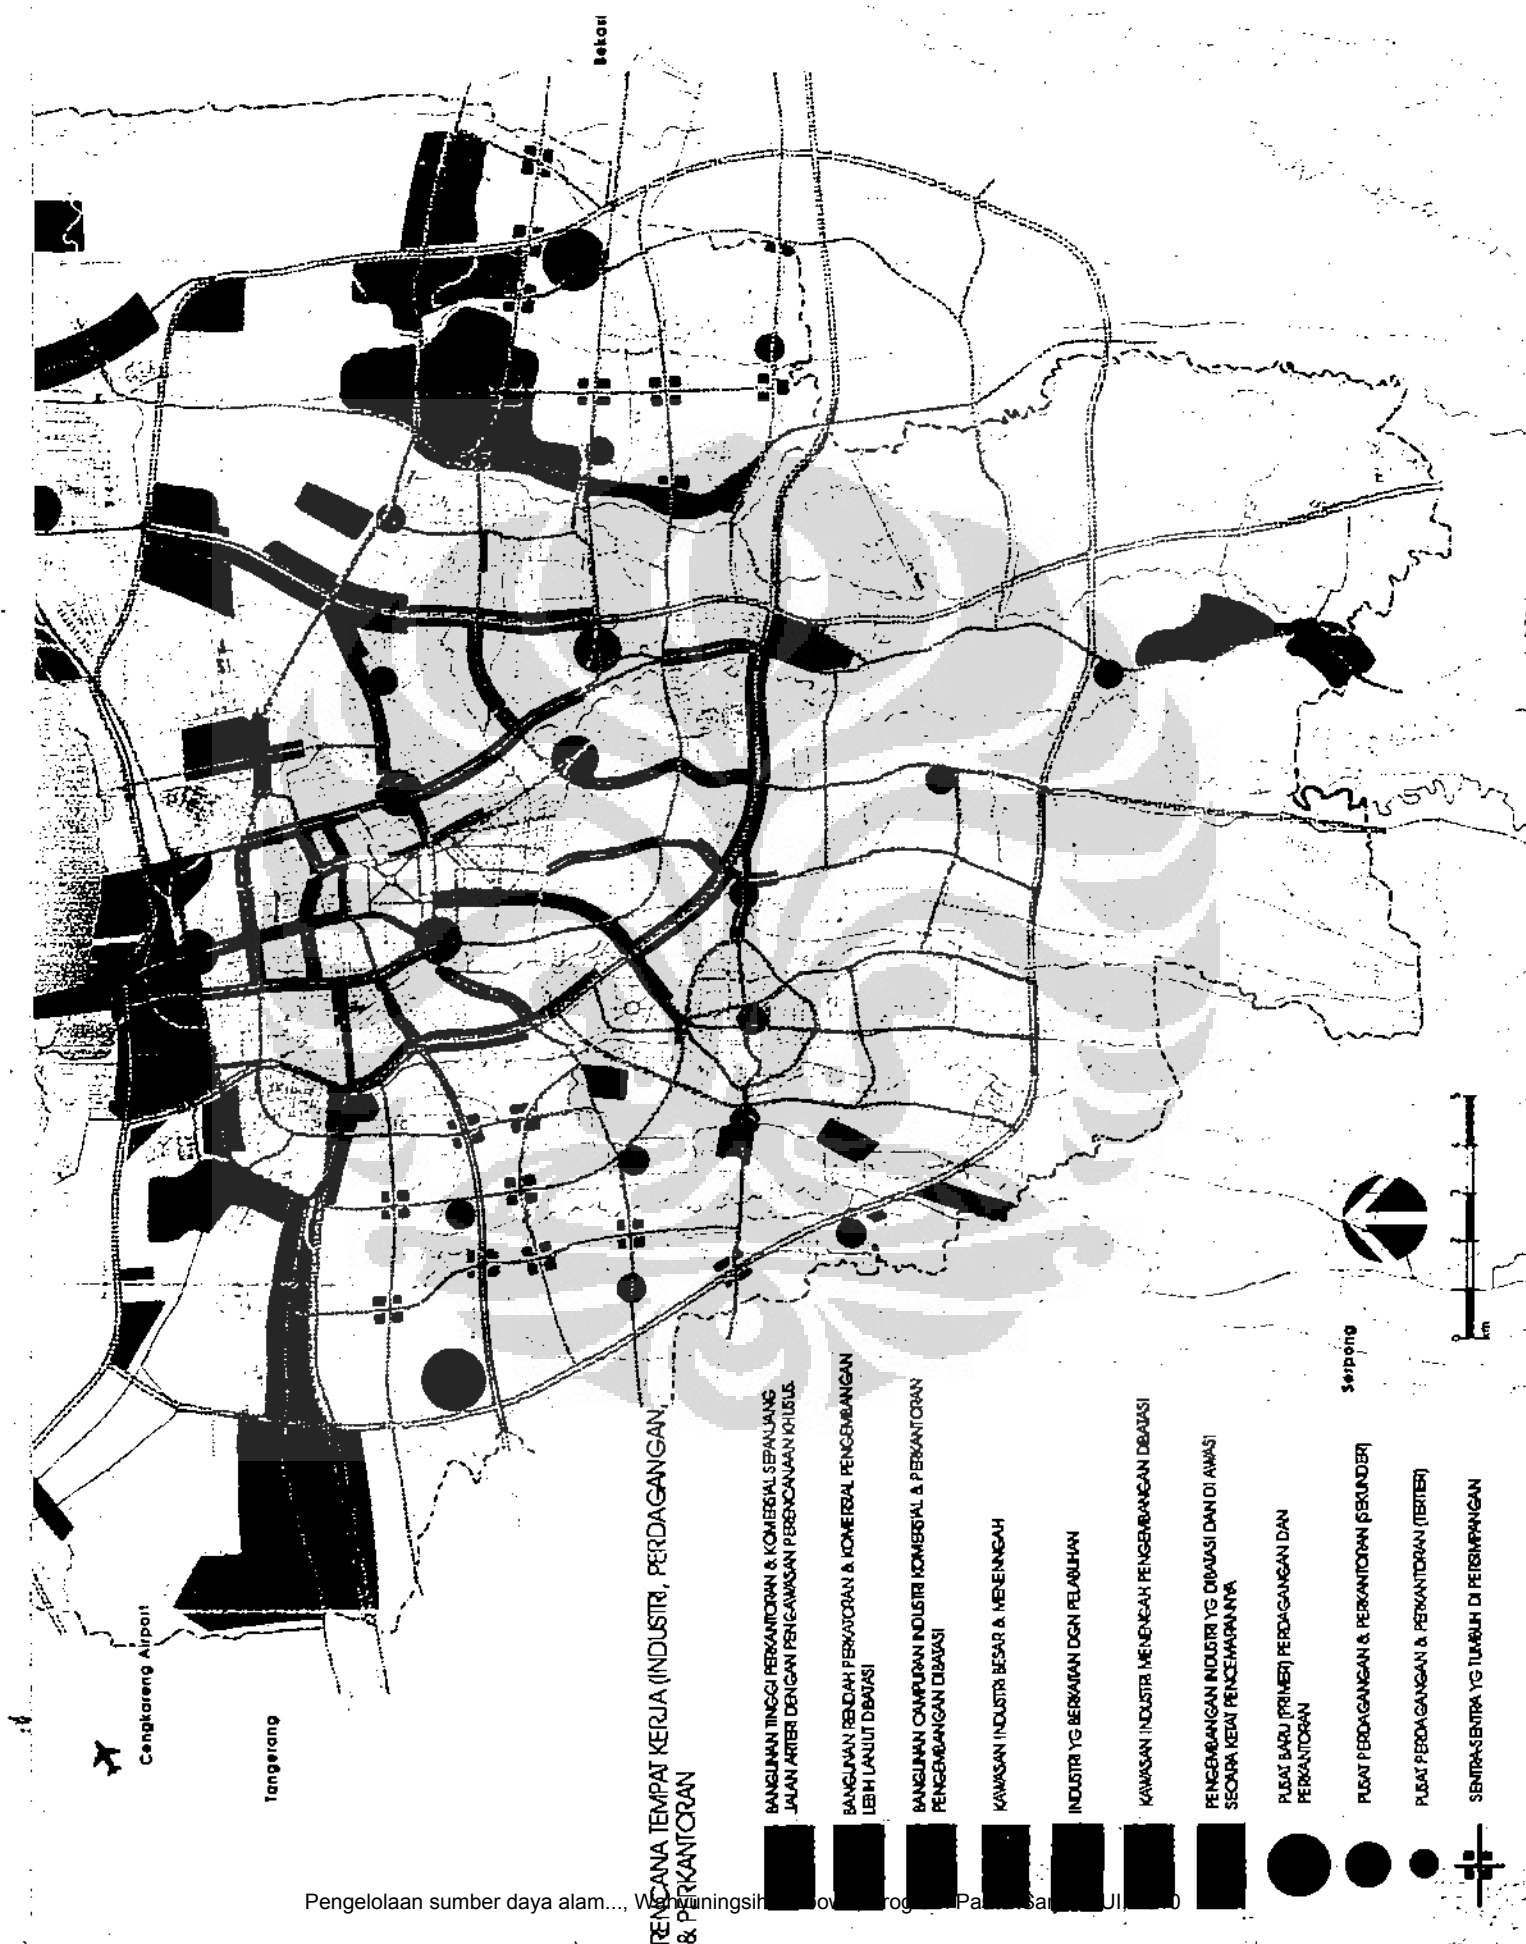 Bekasi
Cengkareng Airport
Tangerang
Serpong
km
RENCANA TEMPAT KERJA (INDUSTRI, PERDAGANGAN,
& PERKANTORAN
BANGUNAN TINGGI PERKANTORAN & KOMERSIAL SEPANJANG
JALAN ARTERI DENGAN PENGAWASAN PERENCANAAN KHUSUS.
BANGUNAN RENDAH PERKATORAN & KOMERSIAL PENGEMBANGAN
LEBIH LANJUT DIBATASI
BANGUNAN CAMPURAN INDUSTRI KOMERSIAL & PERKANTORAN
PENGEMBANGAN DIBATASI
KAWASAN INDUSTRI BESAR & MENENNGAH
INDUSTRI YG BERKAITAN DGN PELABUHAN
KAWASAN INDUSTRI MENENGAH PENGEMBANGAN DIBATASI
PENGEMBANGAN INDUSTRI YG DIBATASI DAN DI AWASI
SECARA KETAT PENCEMARANNYA
PUSAT BARU (PRIMER) PERDAGANGAN DAN
PERKANTORAN
PUSAT PERDAGANGAN & PERKANTORAN (SEKUNDER)
PUSAT PERDAGANGAN & PERKANTORAN (TERTIER)
SENTRA-SENTRA YG TUMBUH DI PERSIMPANGAN
Pengelolaan sumber daya alam..., Wahyuningsih